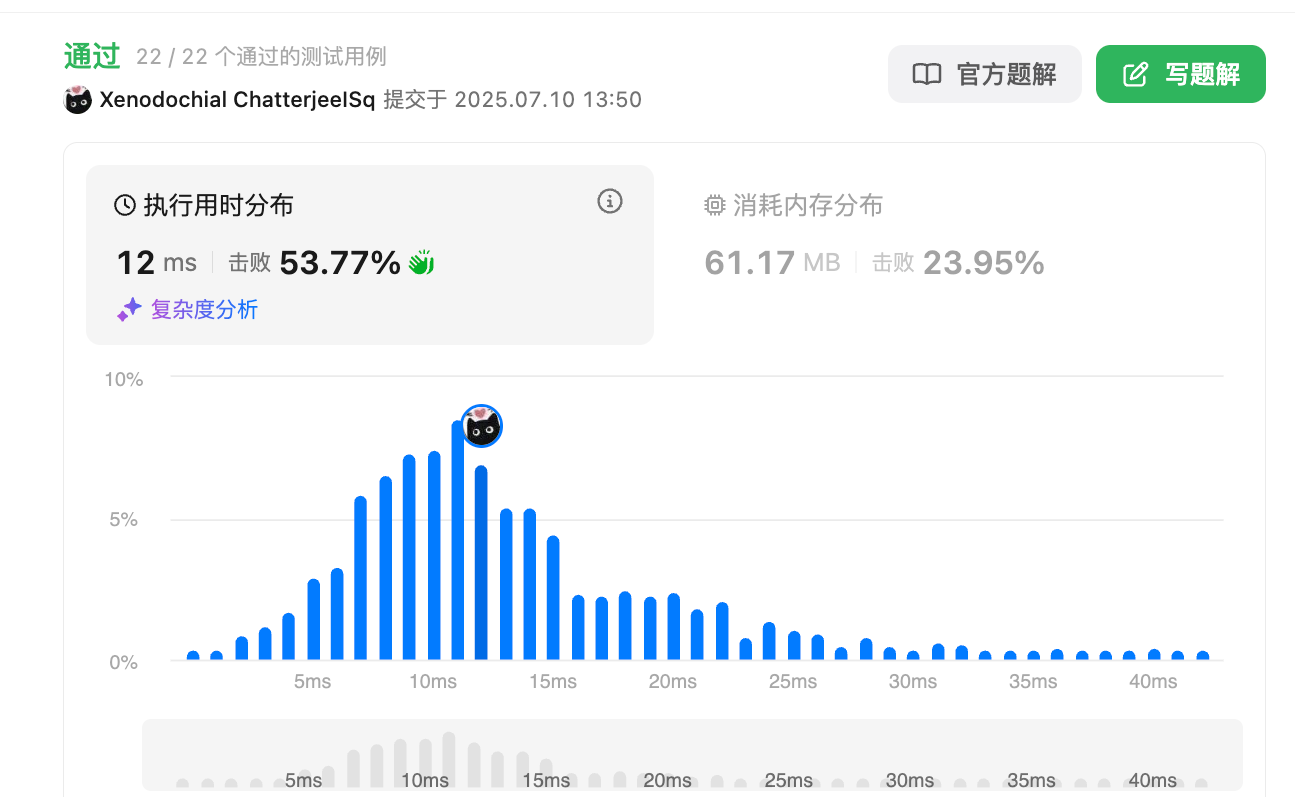 通过 22 / 22 个通过的测试用例
官方题解
写题解
Xenodochial ChatterjeeISq 提交于 2025.07.10 13:50
执行用时分布
消耗内存分布
12 ms 击败 53.77%
61.17 MB 击败 23.95%
复杂度分析
10%
5%
0%
5ms 10ms 15ms 20ms 25ms 30ms 35ms 40ms
5ms 10ms 15ms 20ms 25ms 30ms 35ms 40ms